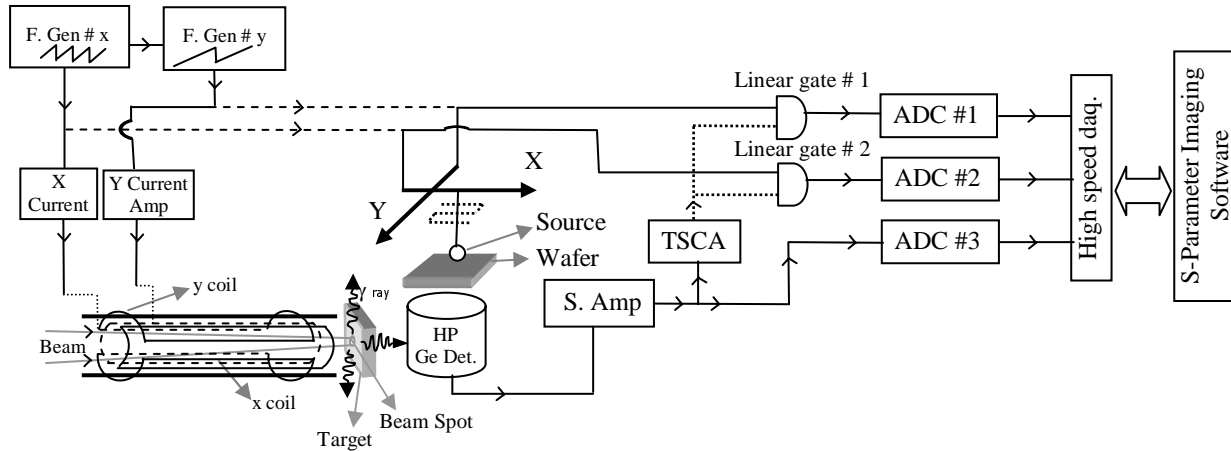 F. Gen # x
F. Gen # y
Linear gate # 1
ADC #1
Linear gate # 2
ADC #2
TSCA
ADC #3
S. Amp
High speed daq.
S-Parameter Imaging
Software
X
Current
Y Current
Amp
X
Y
Source
Wafer
y coil
γ ray
Beam
HP
Ge Det.
x coil
Beam Spot
Target